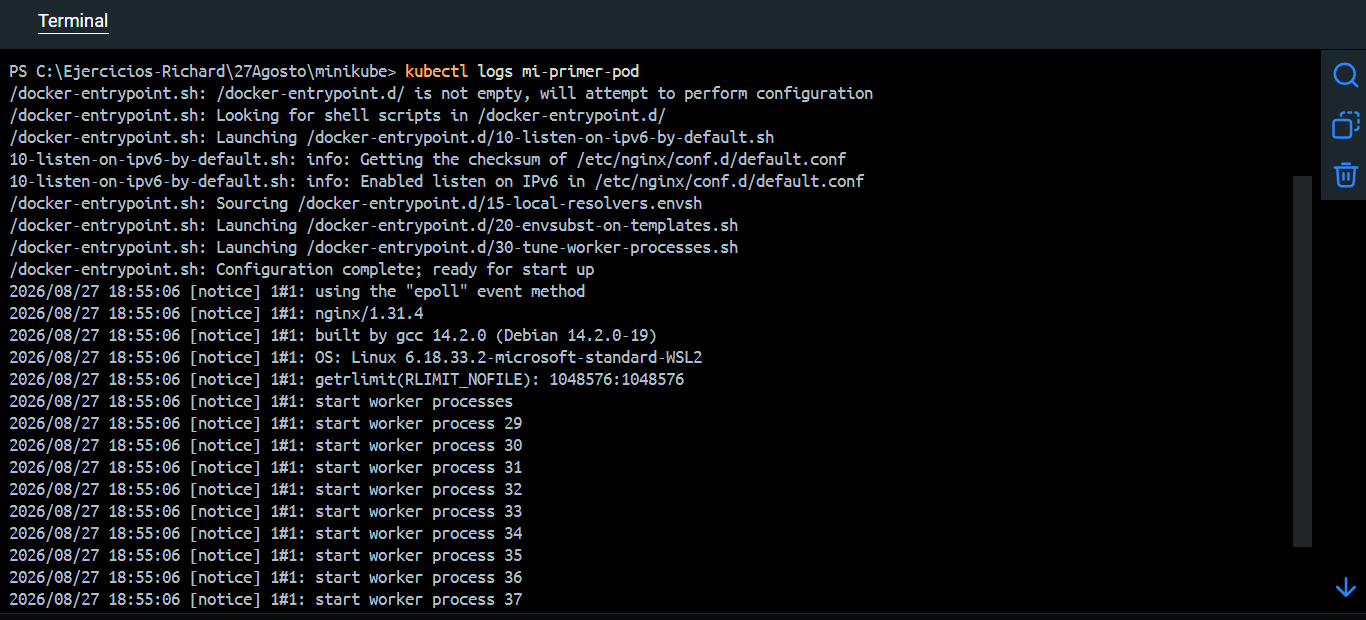 Terminal
PS C:\Ejercicios-Richard\27Agosto\minikube> kubectl logs mi-primer-pod
/docker-entrypoint.sh: /docker-entrypoint.d/ is not empty, will attempt to perform configuration
/docker-entrypoint.sh: Looking for shell scripts in /docker-entrypoint.d/
/docker-entrypoint.sh: Launching /docker-entrypoint.d/10-listen-on-ipv6-by-default.sh
10-listen-on-ipv6-by-default.sh: info: Getting the checksum of /etc/nginx/conf.d/default.conf
10-listen-on-ipv6-by-default.sh: info: Enabled listen on IPv6 in /etc/nginx/conf.d/default.conf
/docker-entrypoint.sh: Sourcing /docker-entrypoint.d/15-local-resolvers.envsh
/docker-entrypoint.sh: Launching /docker-entrypoint.d/20-envsubst-on-templates.sh
/docker-entrypoint.sh: Launching /docker-entrypoint.d/30-tune-worker-processes.sh
/docker-entrypoint.sh: Configuration complete; ready for start up
2026/08/27 18:55:06 [notice] 1#1: using the "epoll" event method
2026/08/27 18:55:06 [notice] 1#1: nginx/1.31.4
2026/08/27 18:55:06 [notice] 1#1: built by gcc 14.2.0 (Debian 14.2.0-19)
2026/08/27 18:55:06 [notice] 1#1: OS: Linux 6.18.33.2-microsoft-standard-WSL2
2026/08/27 18:55:06 [notice] 1#1: getrlimit(RLIMIT_NOFILE): 1048576:1048576
2026/08/27 18:55:06 [notice] 1#1: start worker processes
2026/08/27 18:55:06 [notice] 1#1: start worker process 29
2026/08/27 18:55:06 [notice] 1#1: start worker process 30
2026/08/27 18:55:06 [notice] 1#1: start worker process 31
2026/08/27 18:55:06 [notice] 1#1: start worker process 32
2026/08/27 18:55:06 [notice] 1#1: start worker process 33
2026/08/27 18:55:06 [notice] 1#1: start worker process 34
2026/08/27 18:55:06 [notice] 1#1: start worker process 35
2026/08/27 18:55:06 [notice] 1#1: start worker process 36
2026/08/27 18:55:06 [notice] 1#1: start worker process 37